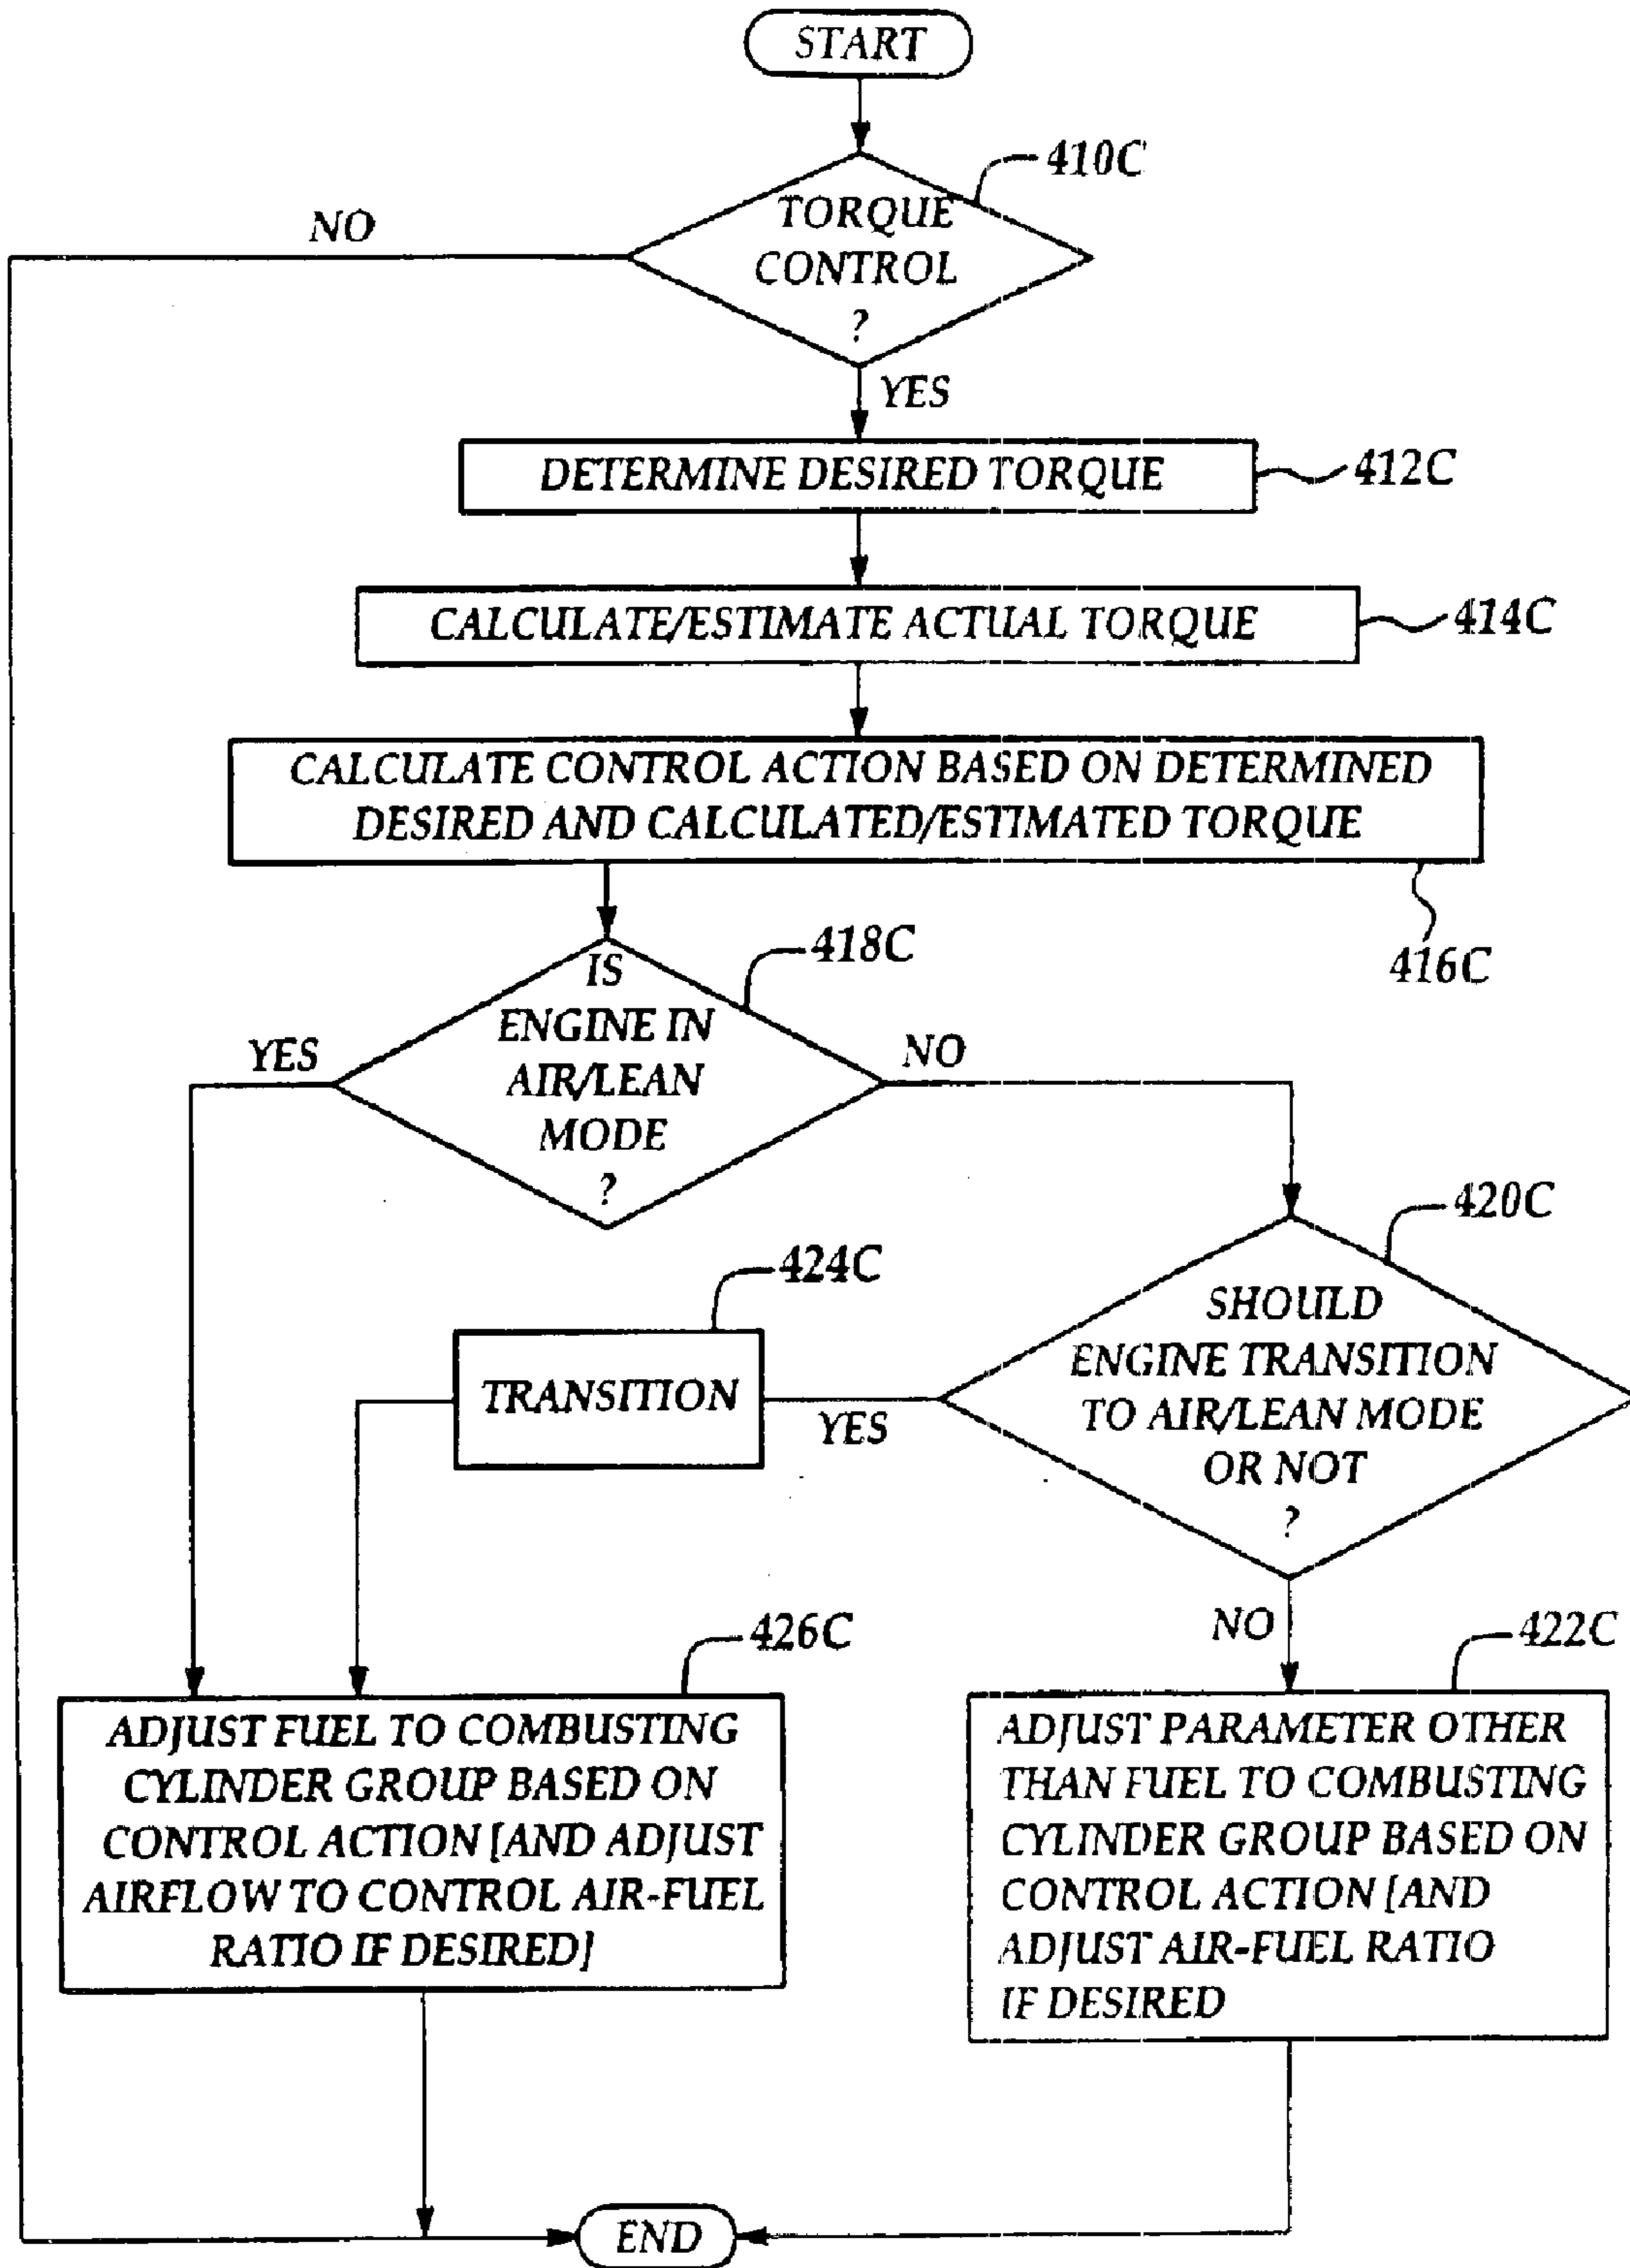 START
410C
TORQUE
CONTROL
?
NO
YES
DETERMINE DESIRED TORQUE
412C
CALCULATE/ESTIMATE ACTUAL TORQUE
414C
CALCULATE CONTROL ACTION BASED ON DETERMINED
DESIRED AND CALCULATED/ESTIMATED TORQUE
416C
418C
IS
ENGINE IN
AIR/LEAN
MODE
?
YES
NO
420C
SHOULD
ENGINE TRANSITION
TO AIR/LEAN MODE
OR NOT
?
424C
TRANSITION
YES
NO
426C
ADJUST FUEL TO COMBUSTING
CYLINDER GROUP BASED ON
CONTROL ACTION [AND ADJUST
AIRFLOW TO CONTROL AIR-FUEL
RATIO IF DESIRED]
422C
ADJUST PARAMETER OTHER
THAN FUEL TO COMBUSTING
CYLINDER GROUP BASED ON
CONTROL ACTION [AND
ADJUST AIR-FUEL RATIO
IF DESIRED
END